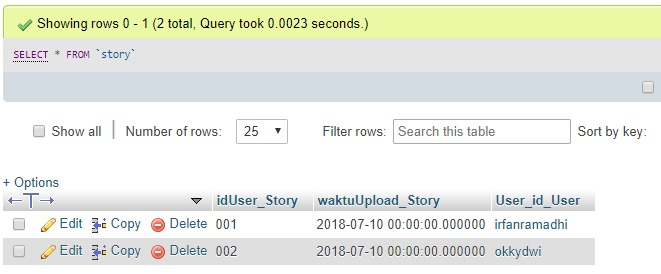 Showing rows 0 - 1 (2 total, Query took 0.0023 seconds.)
SELECT * FROM `story`
Show all | Number of rows: 25 Filter rows: Search this table Sort by key:
+ Options
idUser_Story waktuUpload_Story User_id_User
Edit Copy Delete 001 2018-07-10 00:00:00.000000 irfanramadhi
Edit Copy Delete 002 2018-07-10 00:00:00.000000 okkydwi